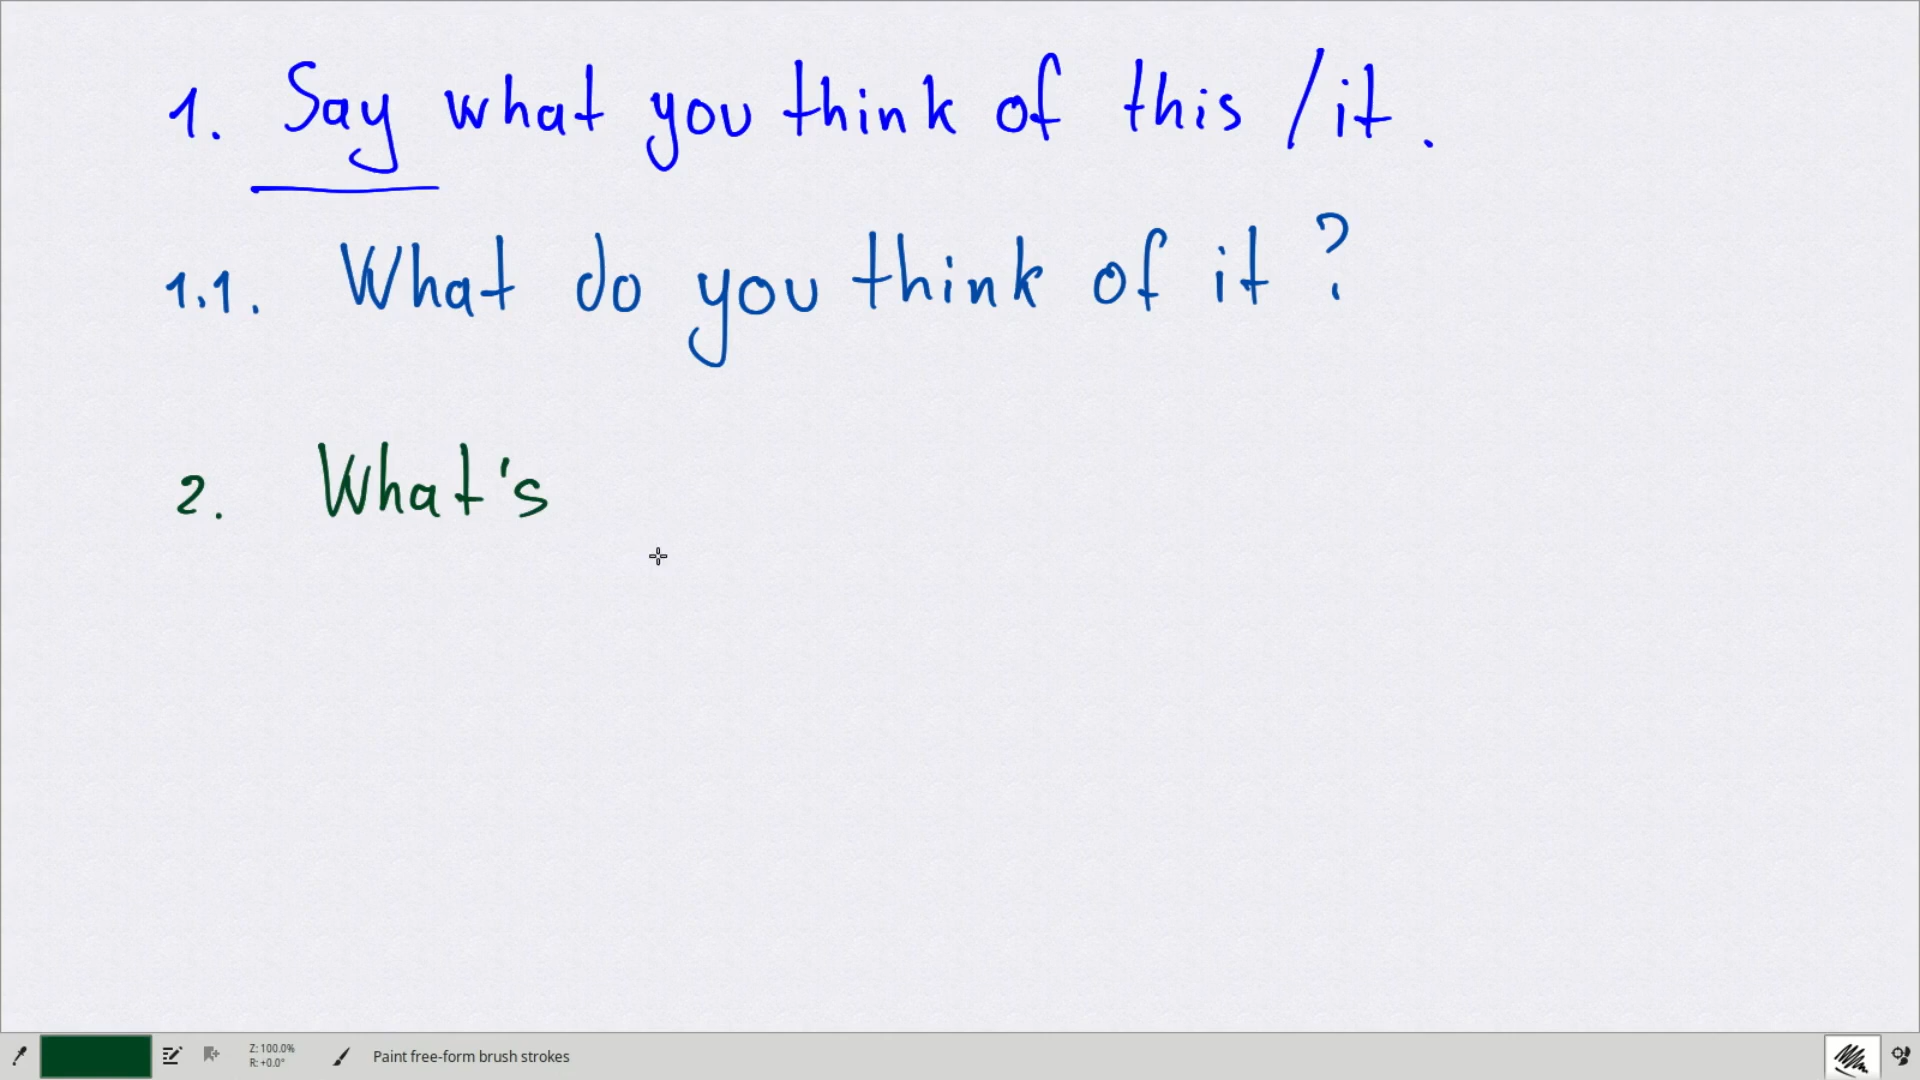 1. Say what you think of this / it.
1.1. What do you think of it?
2. What's
Z: 100.0%
R: +0.0°
Paint free-form brush strokes